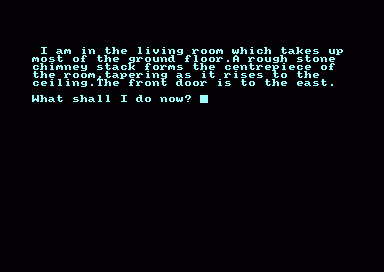 I am in the living room which takes up
most of the ground floor.A rough stone
chimney stack forms the centrepiece of
the room,tapering as it rises to the
ceiling.The front door is to the east.
What shall I do now?